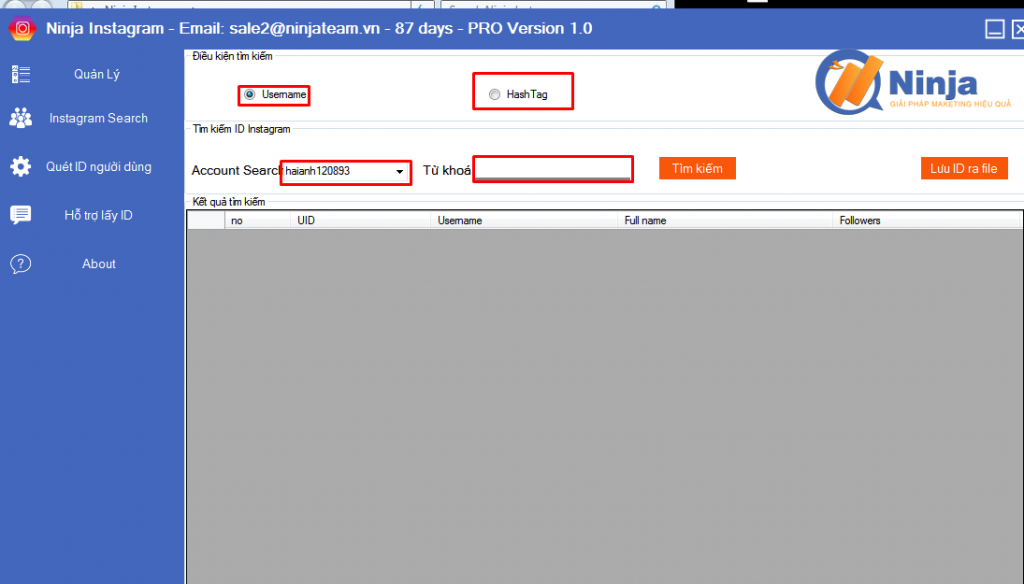 Ninja Instagram - Email: sale2@ninjateam.vn - 87 days - PRO Version 1.0
Quản Lý
Instagram Search
Quét ID người dùng
Hỗ trợ lấy ID
About
Điều kiện tìm kiếm
Username
HashTag
Ninja
GIẢI PHÁP MAKETING HIỆU QUẢ
Tìm kiếm ID Instagram
Account Search haianh120893 Từ khoá Tìm kiếm Lưu ID ra file
Kết quả tìm kiếm
no UID Username Full name Followers